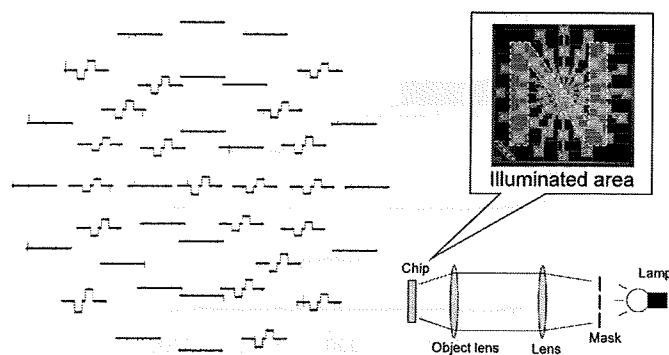 Illuminated area
Chip
Lamp
Object lens
Lens
Mask